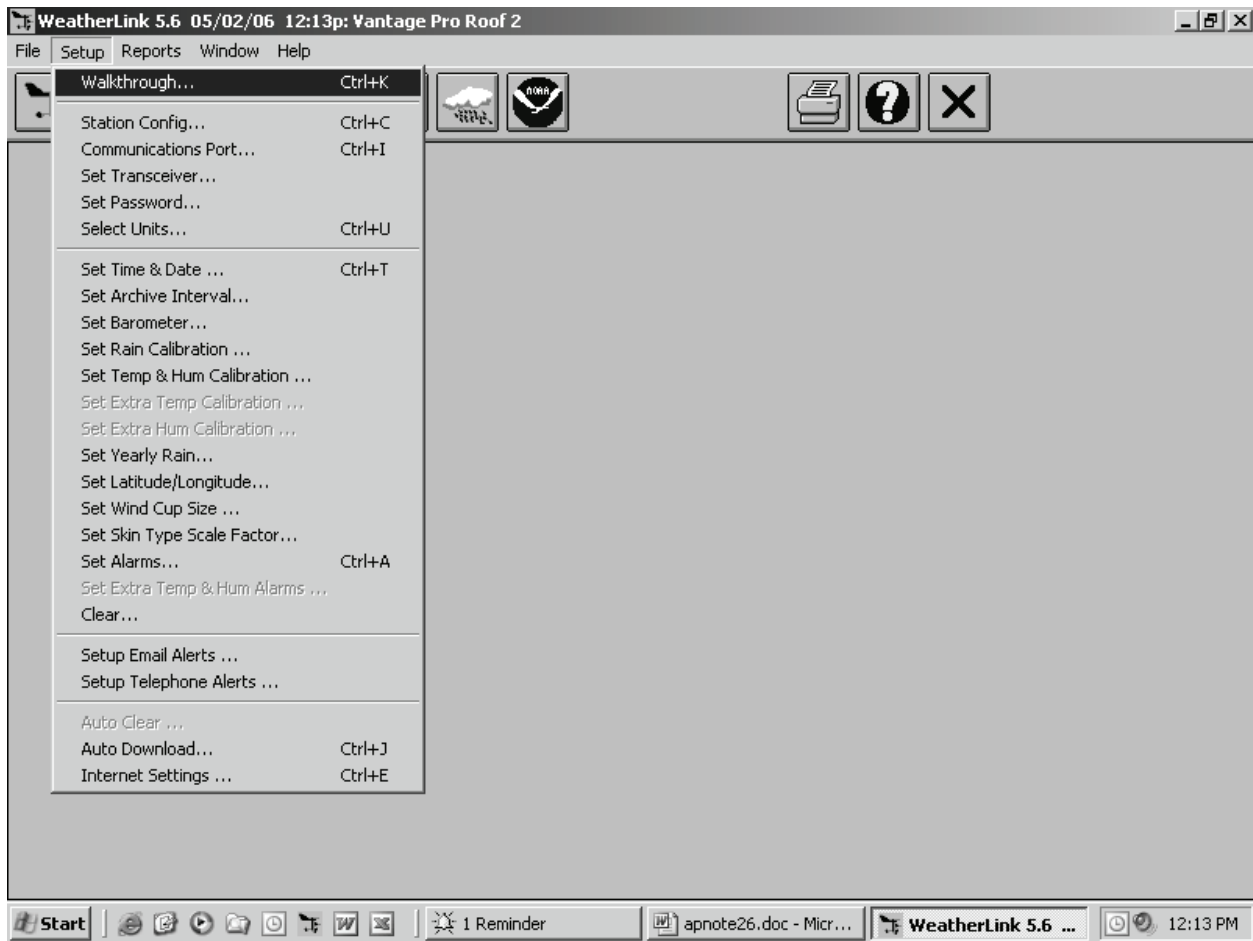 WeatherLink 5.6 05/02/06 12:13p: Vantage Pro Roof 2
File Setup Reports Window Help
Walkthrough... Ctrl+K
NOAA
Station Config... Ctrl+C
Communications Port... Ctrl+I
Set Transceiver...
Set Password...
Select Units... Ctrl+U
Set Time & Date ... Ctrl+T
Set Archive Interval...
Set Barometer...
Set Rain Calibration ...
Set Temp & Hum Calibration ...
Set Extra Temp Calibration ...
Set Extra Hum Calibration ...
Set Yearly Rain...
Set Latitude/Longitude...
Set Wind Cup Size ...
Set Skin Type Scale Factor...
Set Alarms... Ctrl+A
Set Extra Temp & Hum Alarms ...
Clear...
Setup Email Alerts ...
Setup Telephone Alerts ...
Auto Clear ...
Auto Download... Ctrl+J
Internet Settings ... Ctrl+E
Start 1 Reminder apnote26.doc - Micr... WeatherLink 5.6 ... 12:13 PM